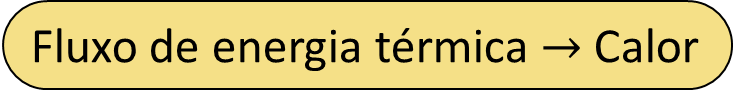 Fluxo de energia térmica → Calor